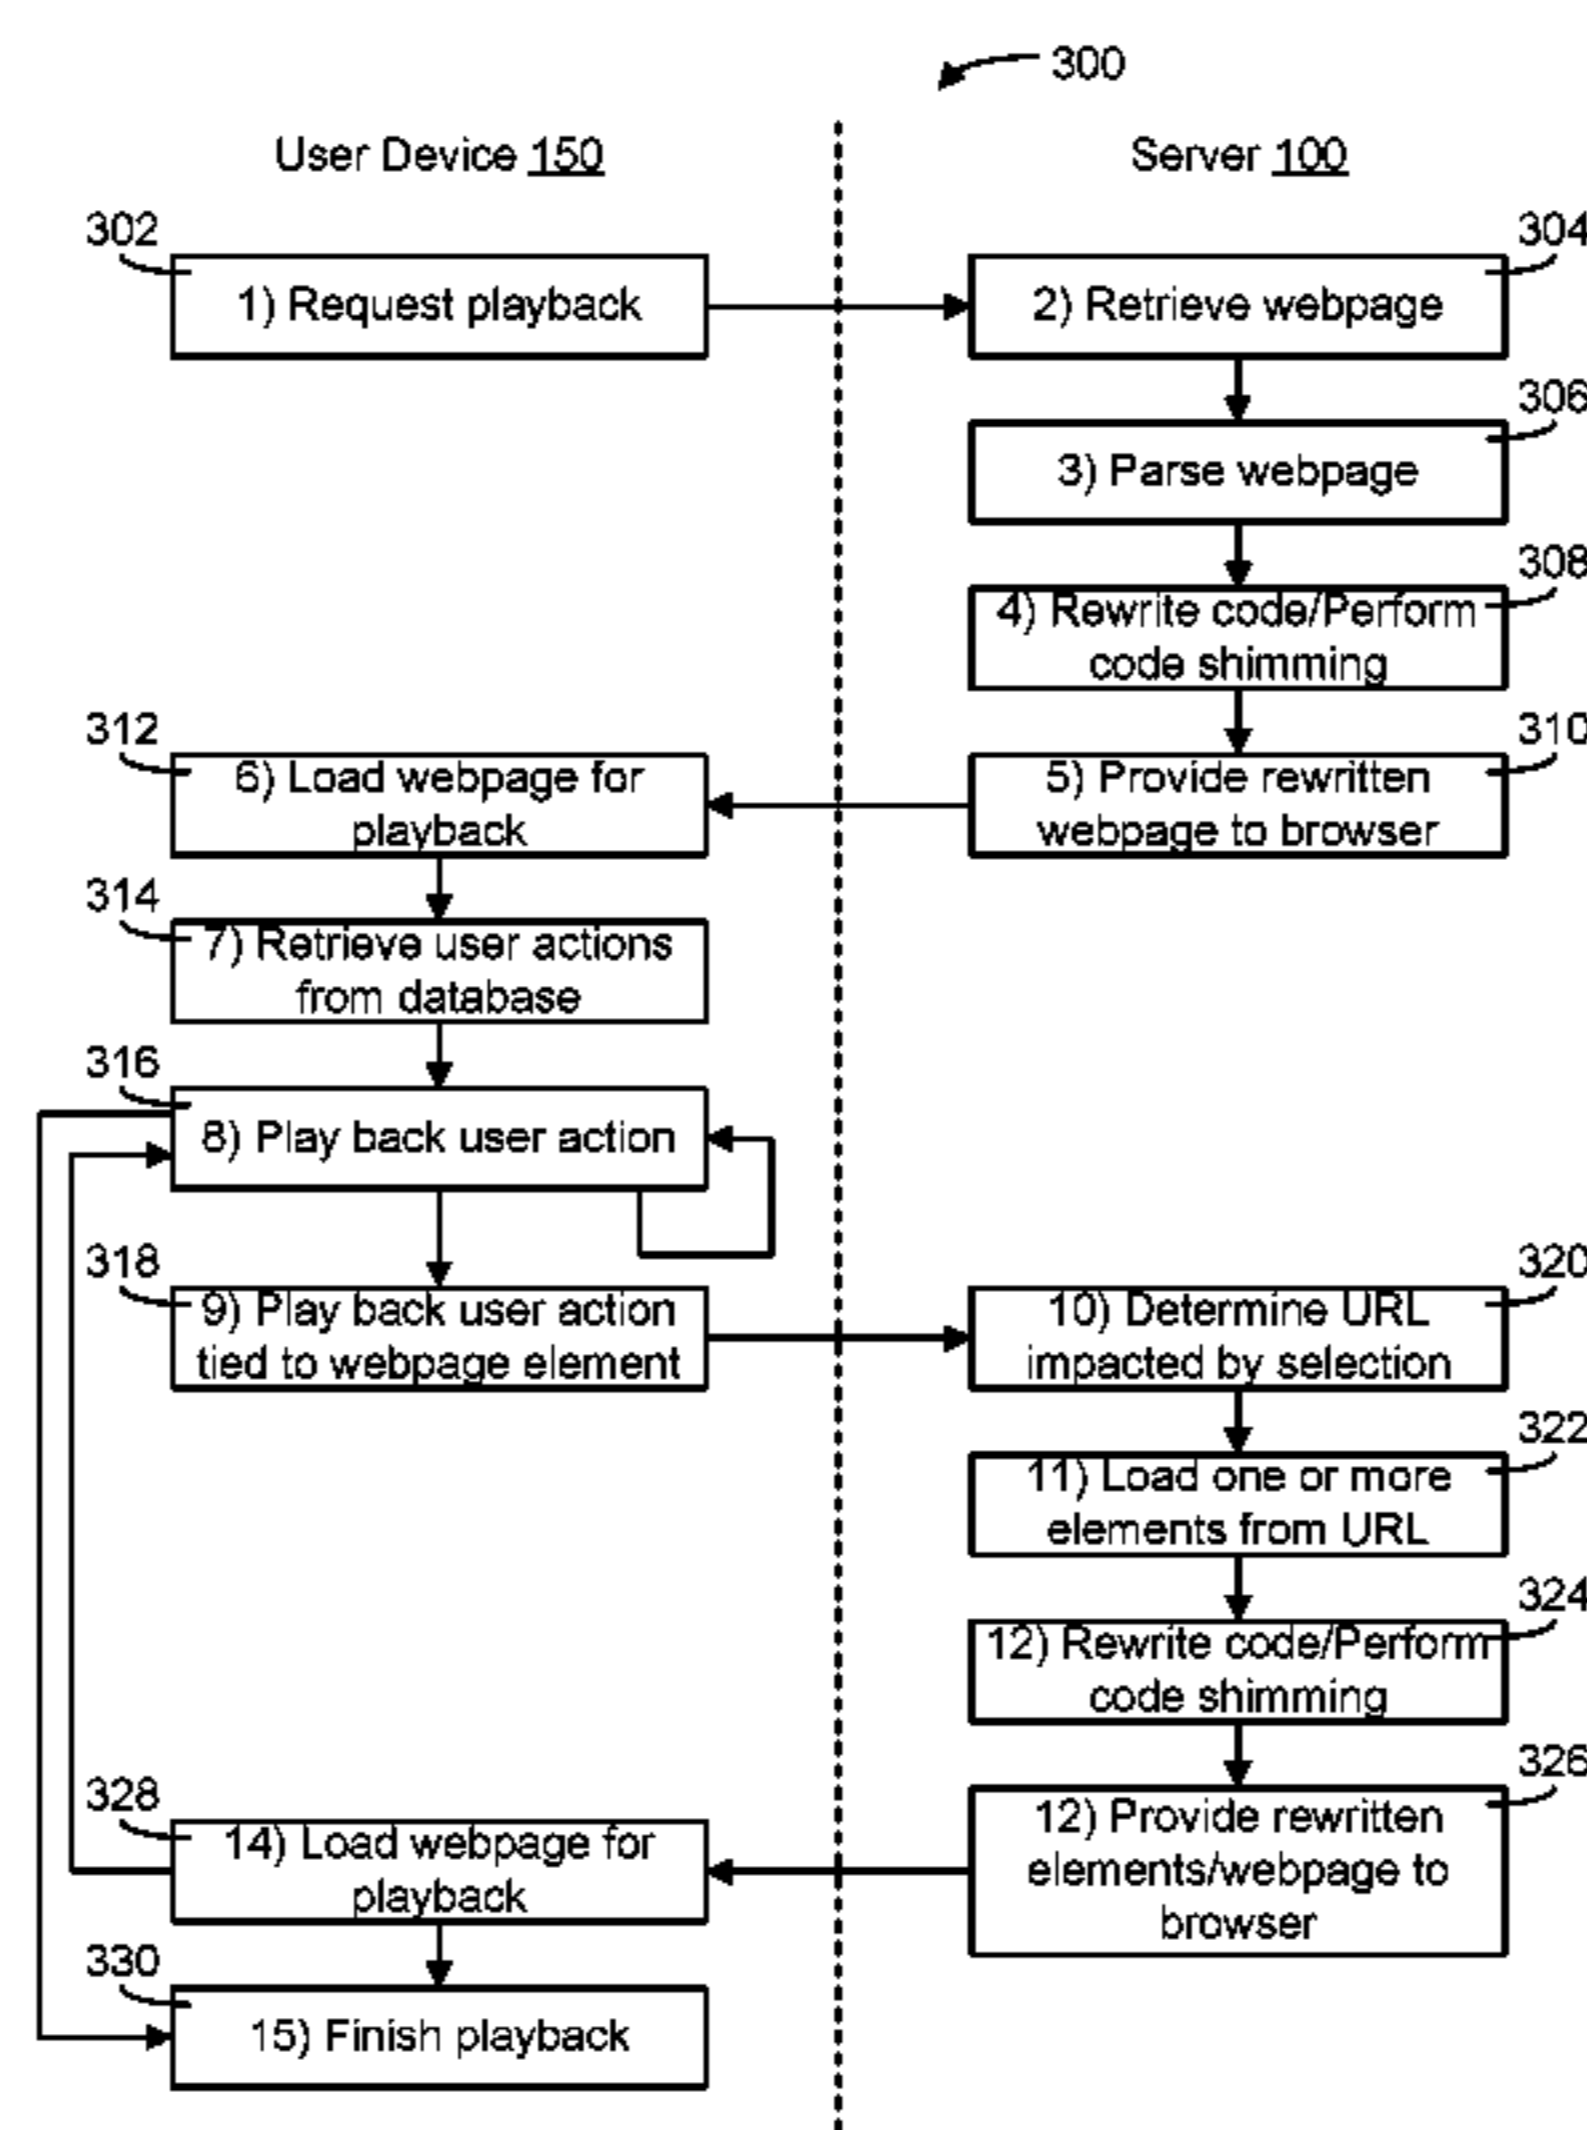 300
User Device 150
Server 100
302
1) Request playback
304
2) Retrieve webpage
306
3) Parse webpage
308
4) Rewrite code/Perform
code shimming
310
5) Provide rewritten
webpage to browser
312
6) Load webpage for
playback
314
7) Retrieve user actions
from database
316
8) Play back user action
318
9) Play back user action
tied to webpage element
320
10) Determine URL
impacted by selection
322
11) Load one or more
elements from URL
324
12) Rewrite code/Perform
code shimming
326
12) Provide rewritten
elements/webpage to
browser
328
14) Load webpage for
playback
330
15) Finish playback